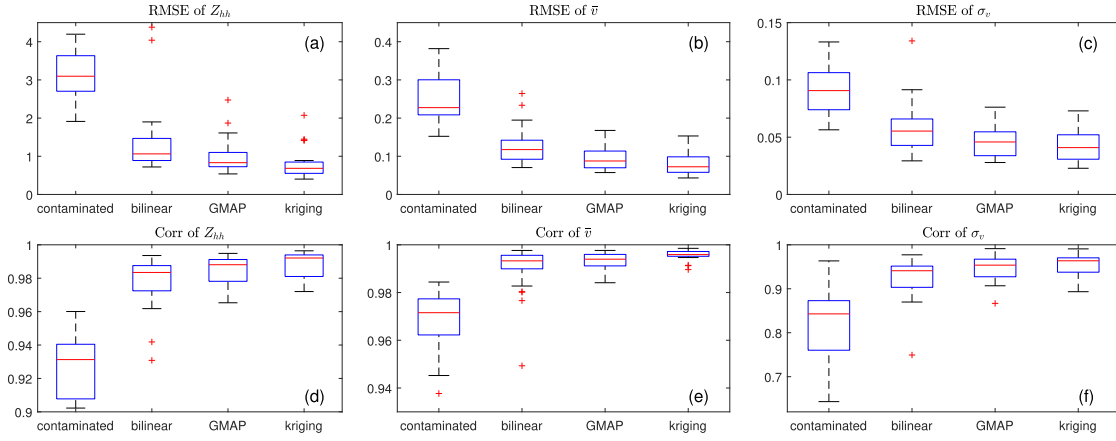 RMSE of Z_hh
4
3
2
1
0
(a)
contaminated bilinear GMAP kriging
RMSE of v̄
0.4
0.3
0.2
0.1
0
(b)
contaminated bilinear GMAP kriging
RMSE of σ_v
0.15
0.1
0.05
0
(c)
contaminated bilinear GMAP kriging
Corr of Z_hh
1
0.98
0.96
0.94
0.92
0.9
(d)
contaminated bilinear GMAP kriging
Corr of v̄
1
0.98
0.96
0.94
(e)
contaminated bilinear GMAP kriging
Corr of σ_v
1
0.9
0.8
0.7
(f)
contaminated bilinear GMAP kriging